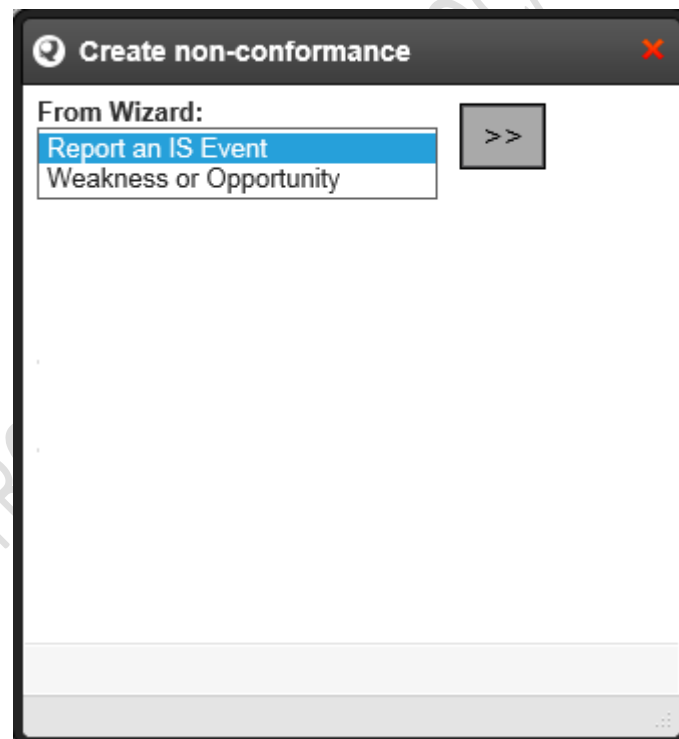 Create non-conformance
From Wizard:
>>
Report an IS Event
Weakness or Opportunity